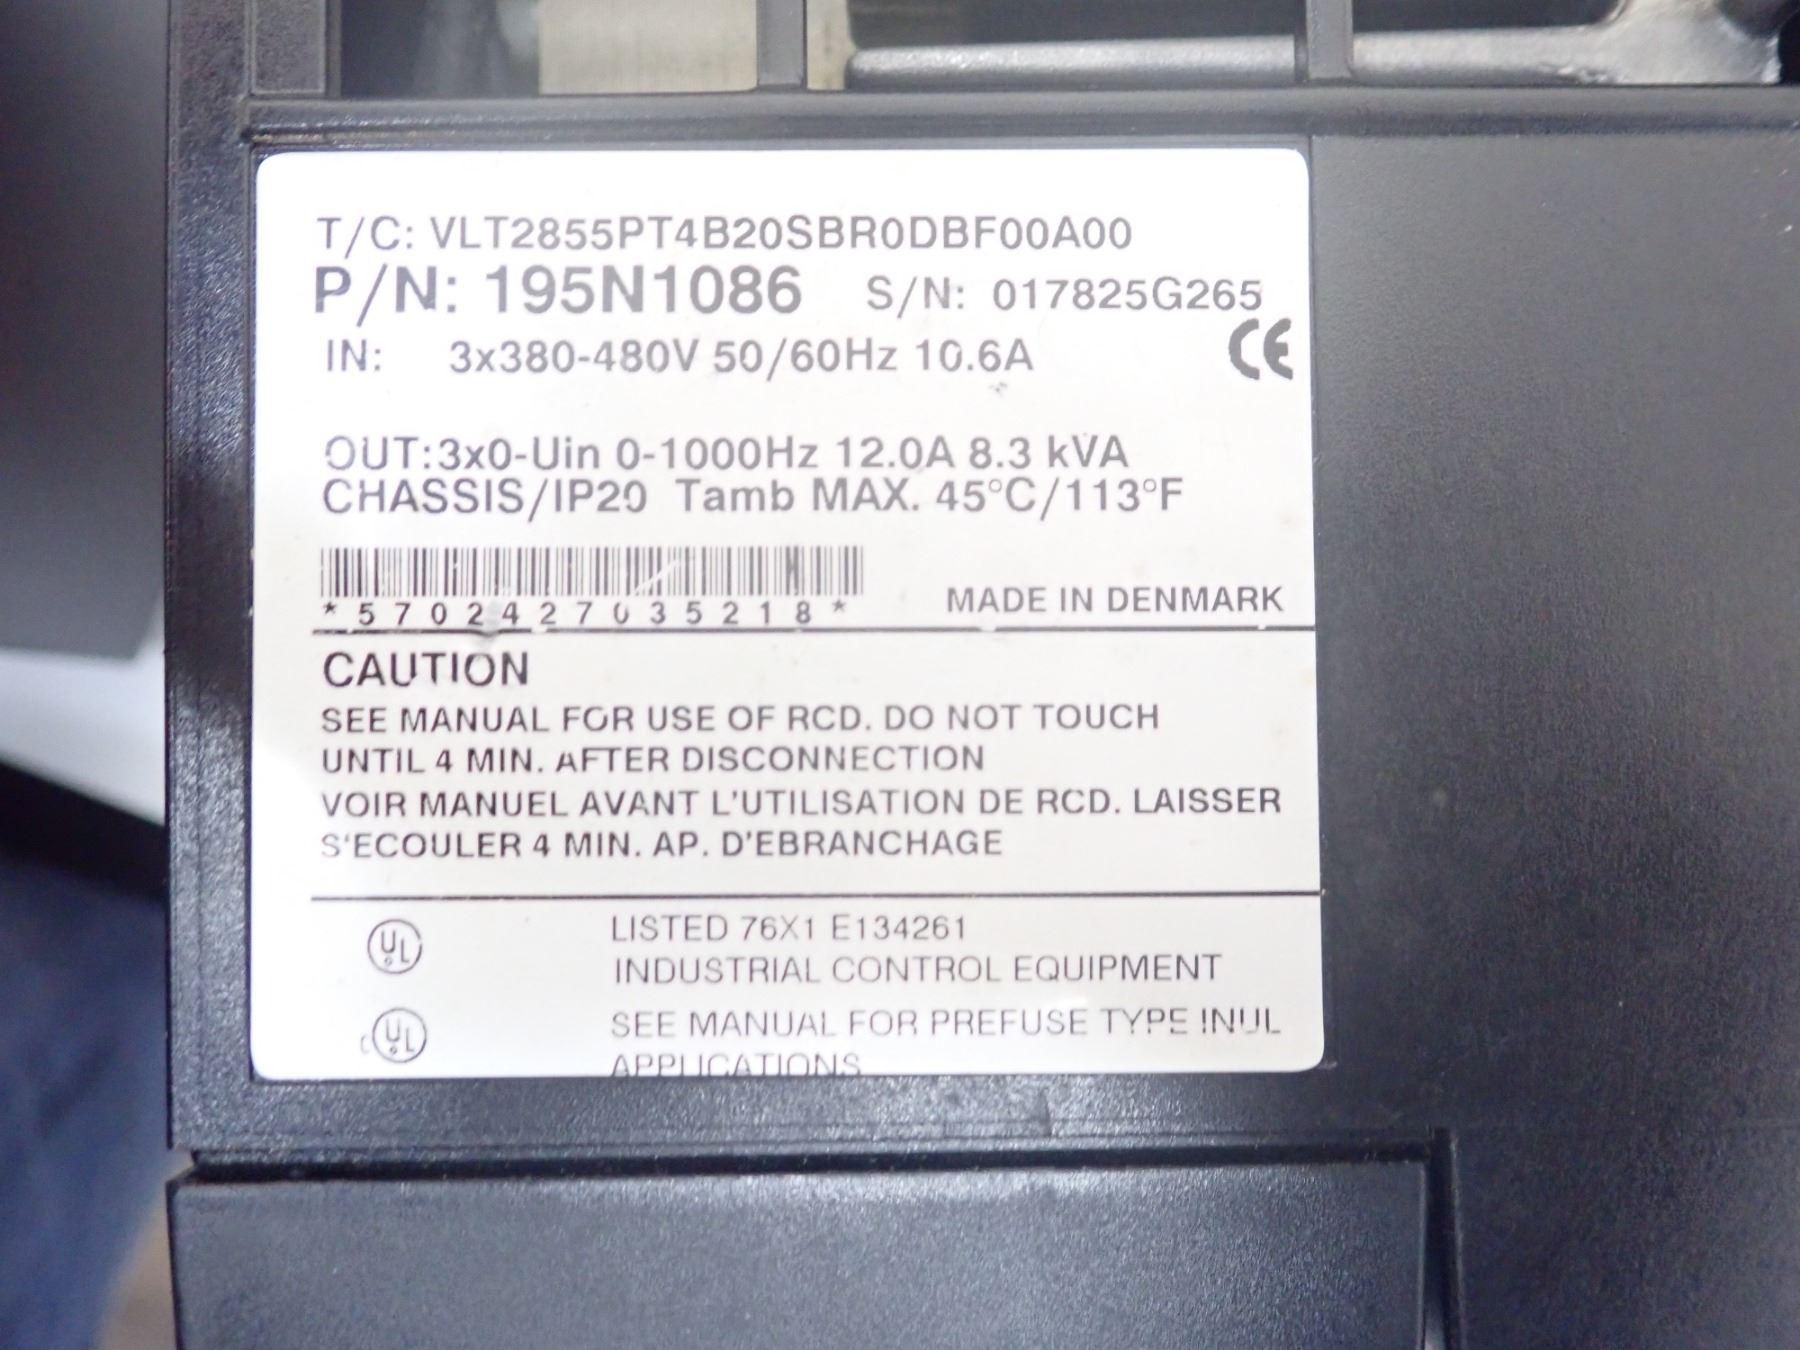 T/C: VLT2855PT4B20SBR0DBF00A00
P/N: 195N1086 S/N: 017825G265
IN: 3x380-480V 50/60Hz 10.6A
CE
OUT:3x0-Uin 0-1000Hz 12.0A 8.3 kVA
CHASSIS/IP20 Tamb MAX. 45°C/113°F
*5702427035218*
MADE IN DENMARK
CAUTION
SEE MANUAL FOR USE OF RCD. DO NOT TOUCH
UNTIL 4 MIN. AFTER DISCONNECTION
VOIR MANUEL AVANT L'UTILISATION DE RCD. LAISSER
S'ECOULER 4 MIN. AP. D'EBRANCHAGE
UL
LISTED 76X1 E134261
INDUSTRIAL CONTROL EQUIPMENT
c UL
SEE MANUAL FOR PREFUSE TYPE INUL
APPLICATIONS